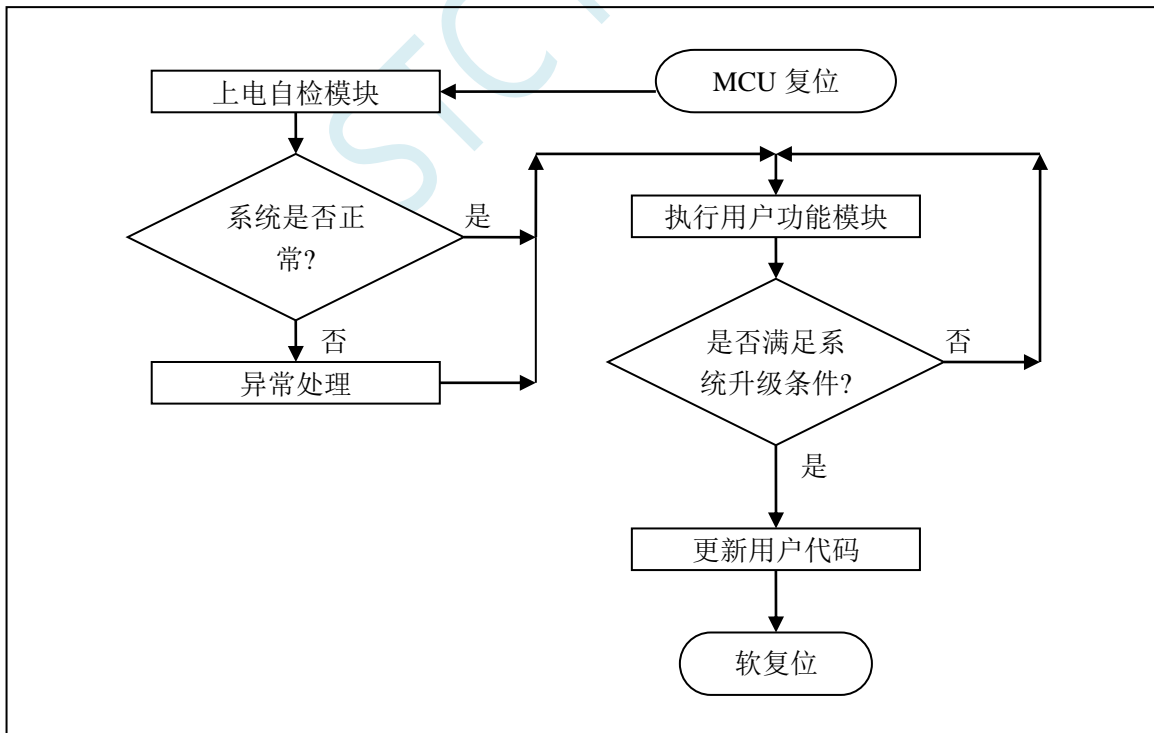 MCU 复位
上电自检模块
系统是否正
常?
是
否
异常处理
执行用户功能模块
是否满足系
统升级条件?
否
是
更新用户代码
软复位
STC